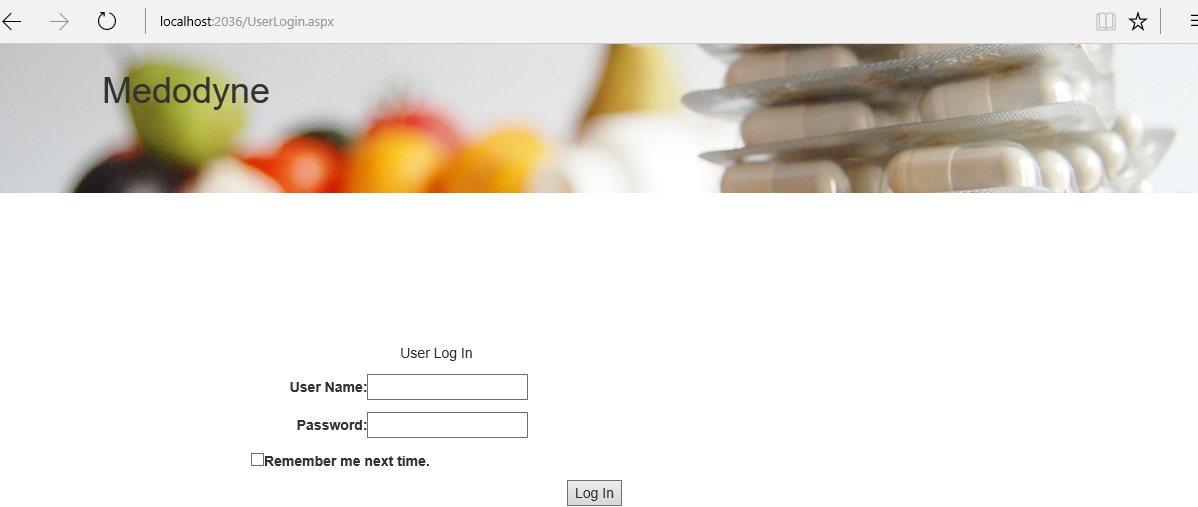 localhost:2036/UserLogin.aspx
Medodyne
User Log In
User Name:
Password:
Remember me next time.
Log In